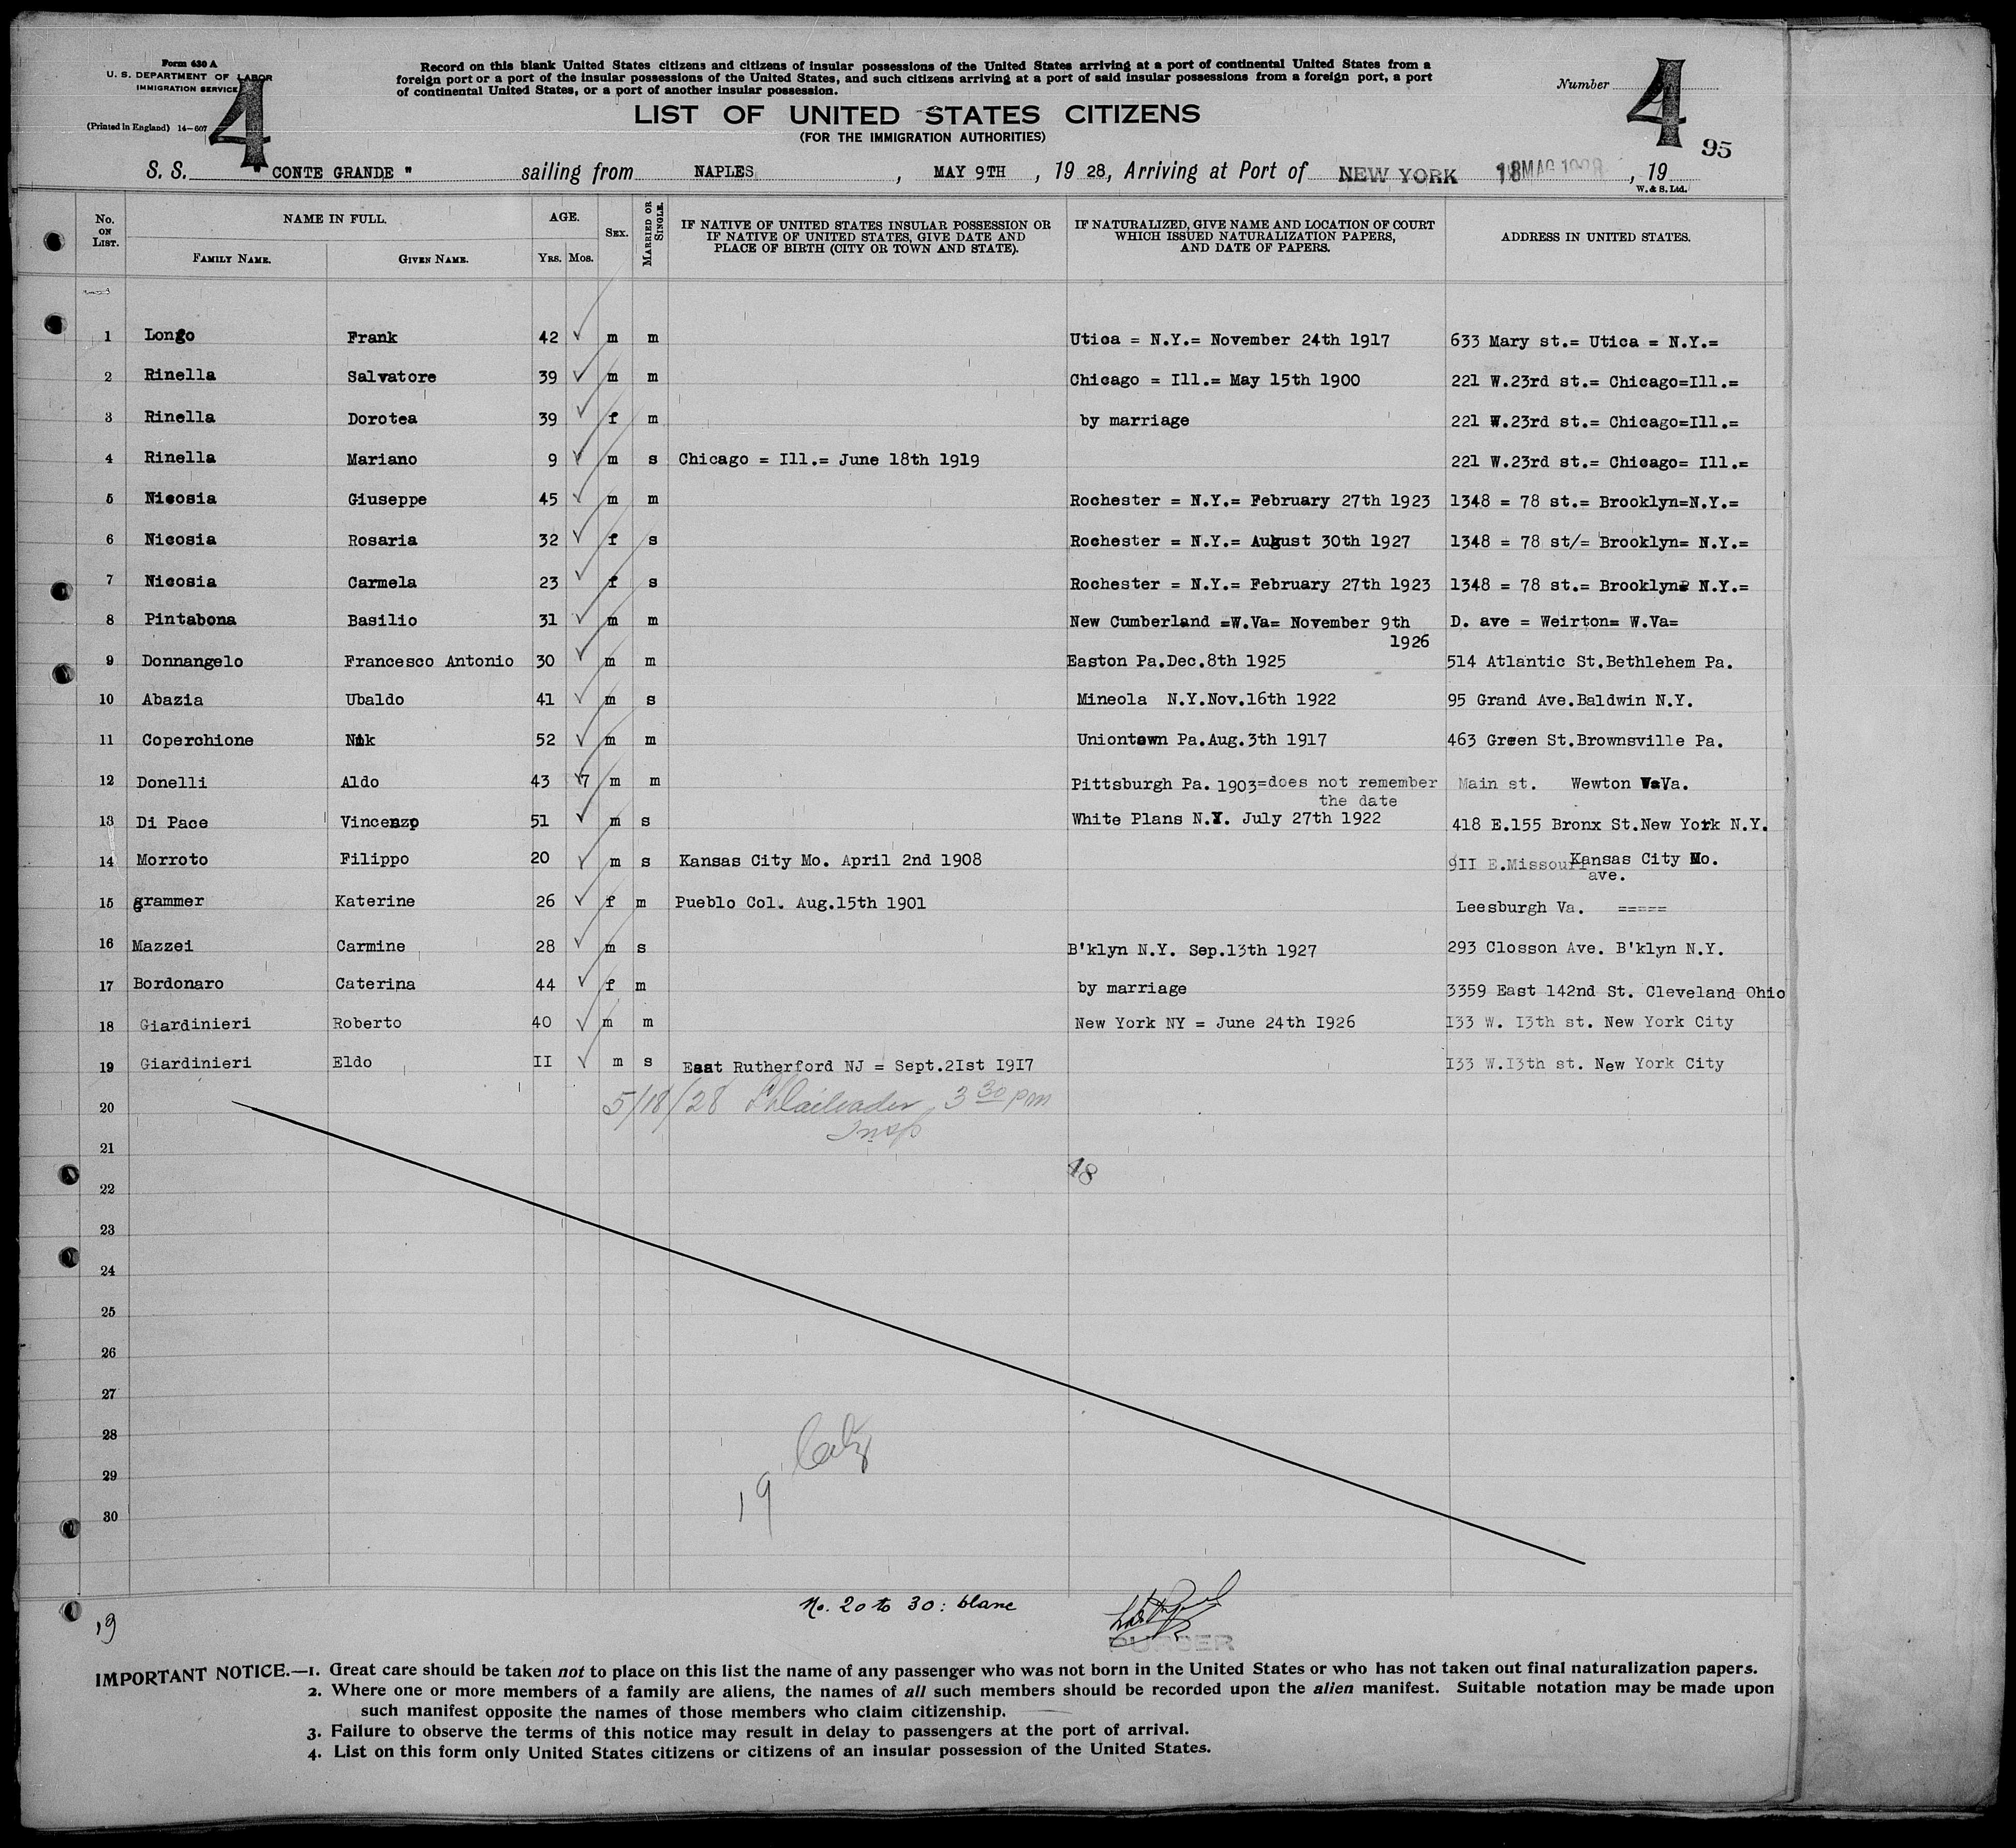 Form 630 A
U. S. DEPARTMENT OF LABOR
IMMIGRATION SERVICE
(Printed in England) 14-607
4
Record on this blank United States citizens and citizens of insular possessions of the United States arriving at a port of continental United States from a
foreign port or a port of the insular possessions of the United States, and such citizens arriving at a port of said insular possessions from a foreign port, a port
of continental United States, or a port of another insular possession.
Number 4
95
LIST OF UNITED STATES CITIZENS
(FOR THE IMMIGRATION AUTHORITIES)
S. S. " CONTE GRANDE " sailing from NAPLES, MAY 9TH, 19 28, Arriving at Port of NEW YORK 18 MAG 1928, 19
W. & S. Ltd.
No. ON LIST. NAME IN FULL. FAMILY NAME. GIVEN NAME. AGE. YRS. MOS. SEX. MARRIED OR SINGLE. IF NATIVE OF UNITED STATES INSULAR POSSESSION OR IF NATIVE OF UNITED STATES, GIVE DATE AND PLACE OF BIRTH (CITY OR TOWN AND STATE). IF NATURALIZED, GIVE NAME AND LOCATION OF COURT WHICH ISSUED NATURALIZATION PAPERS, AND DATE OF PAPERS. ADDRESS IN UNITED STATES.
1 Longo Frank 42 m m Utica = N.Y.= November 24th 1917 633 Mary st.= Utica = N.Y.=
2 Rinella Salvatore 39 m m Chicago = Ill.= May 15th 1900 221 W.23rd st.= Chicago=Ill.=
3 Rinella Dorotea 39 f m by marriage 221 W.23rd st.= Chicago=Ill.=
4 Rinella Mariano 9 m s Chicago = Ill.= June 18th 1919 221 W.23rd st.= Chicago= Ill.=
5 Nicosia Giuseppe 45 m m Rochester = N.Y.= February 27th 1923 1348 = 78 st.= Brooklyn=N.Y.=
6 Nicosia Rosaria 32 f s Rochester = N.Y.= August 30th 1927 1348 = 78 st/= Brooklyn= N.Y.=
7 Nicosia Carmela 23 f s Rochester = N.Y.= February 27th 1923 1348 = 78 st.= Brooklyn= N.Y.=
8 Pintabona Basilio 31 m m New Cumberland =W.Va= November 9th 1926 D. ave = Weirton= W.Va=
9 Donnangelo Francesco Antonio 30 m m Easton Pa.Dec.8th 1925 514 Atlantic St.Bethlehem Pa.
10 Abazia Ubaldo 41 m s Mineola N.Y.Nov.16th 1922 95 Grand Ave.Baldwin N.Y.
11 Coperchione Nik 52 m m Uniontown Pa.Aug.3th 1917 463 Green St.Brownsville Pa.
12 Donelli Aldo 43 7 m m Pittsburgh Pa. 1903=does not remember the date Main st. Wewton WaVa.
13 Di Pace Vincenzo 51 m s White Plans N.Y. July 27th 1922 418 E.155 Bronx St.New York N.Y.
14 Morroto Filippo 20 m s Kansas City Mo. April 2nd 1908 9II E.Missouri ave. Kansas City Mo.
15 Grammer Katerine 26 f m Pueblo Col. Aug.15th 1901 Leesburgh Va. =====
16 Mazzei Carmine 28 m s B'klyn N.Y. Sep.13th 1927 293 Closson Ave. B'klyn N.Y.
17 Bordonaro Caterina 44 f m by marriage 3359 East 142nd St. Cleveland Ohio
18 Giardinieri Roberto 40 m m New York NY = June 24th I926 I33 W. I3th st. New York City
19 Giardinieri Eldo II m s East Rutherford NJ = Sept.2Ist I9I7 I33 W.I3th st. New York City
20 5/18/28 3 30 pm
Insp
21
18
22
23
24
25
26
27
28
29
19
30
No. 20 to 30: blanc
PURSER
19
IMPORTANT NOTICE.—1. Great care should be taken not to place on this list the name of any passenger who was not born in the United States or who has not taken out final naturalization papers.
2. Where one or more members of a family are aliens, the names of all such members should be recorded upon the alien manifest. Suitable notation may be made upon
such manifest opposite the names of those members who claim citizenship.
3. Failure to observe the terms of this notice may result in delay to passengers at the port of arrival.
4. List on this form only United States citizens or citizens of an insular possession of the United States.